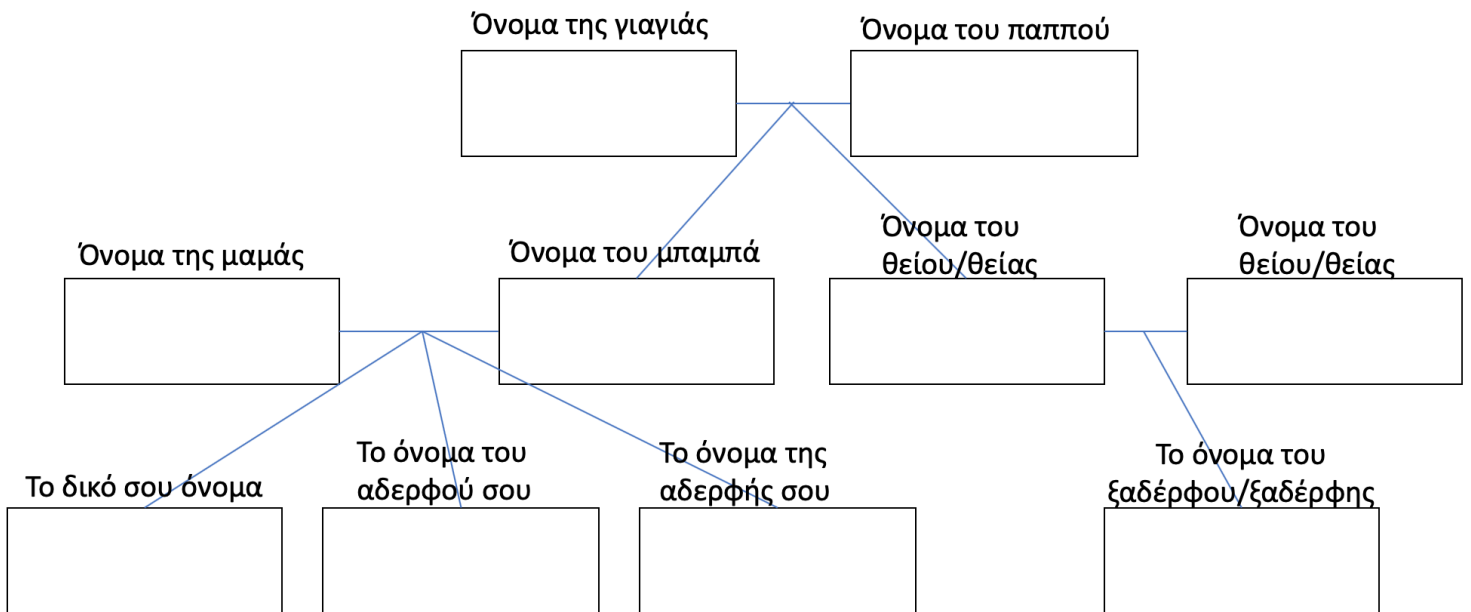 Όνομα της γιαγιάς
Όνομα του παππού
Όνομα της μαμάς
Όνομα του μπαμπά
Όνομα του
θείου/θείας
Όνομα του
θείου/θείας
Το δικό σου όνομα
Το όνομα του
αδερφού σου
Το όνομα της
αδερφής σου
Το όνομα του
ξαδέρφου/ξαδέρφης